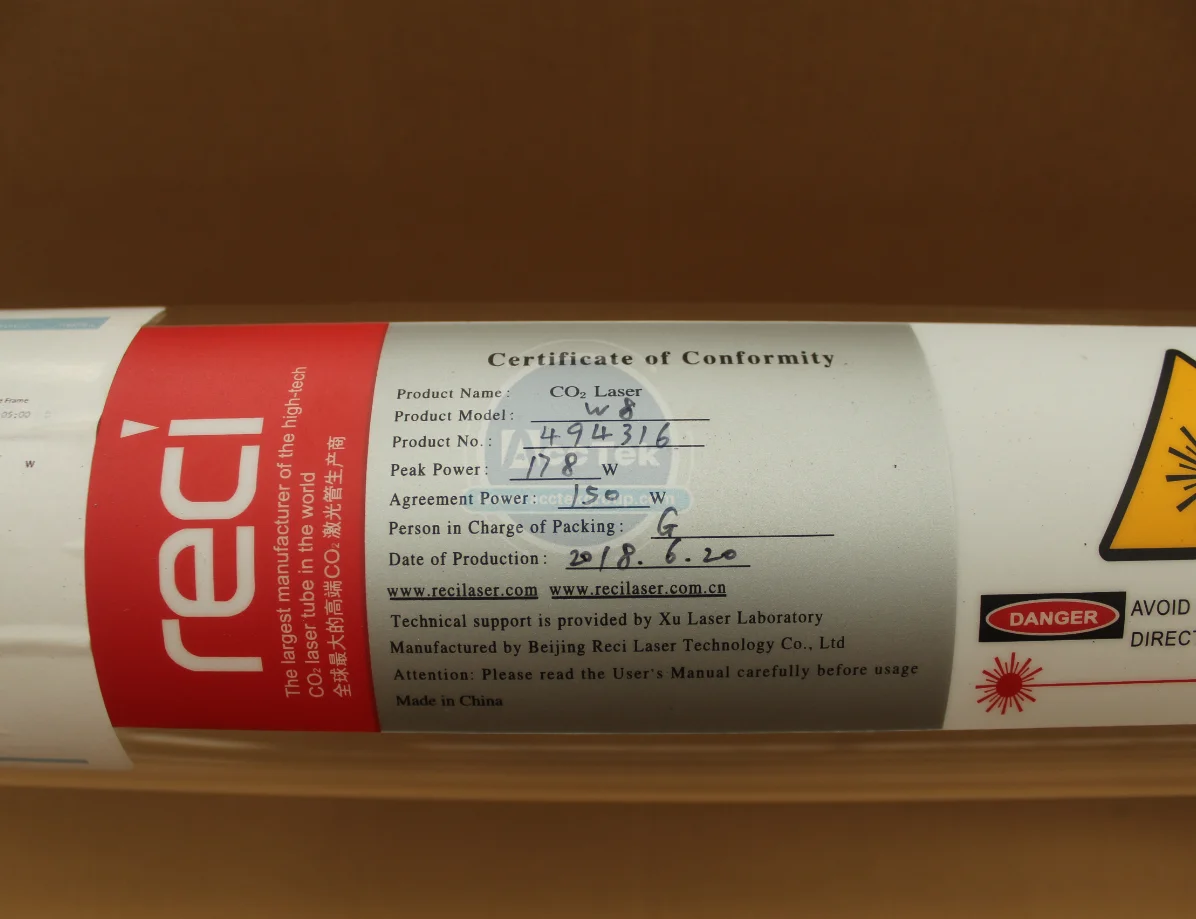 e Frame
05:00
W
reci
The largest manufacturer of the high-tech
CO₂ laser tube in the world
全球最大的高端CO₂激光管生产商
Certificate of Conformity
Product Name: CO₂ Laser
Product Model: W8
Product No.: 494316
Peak Power: 178 W
Agreement Power: 150 W
Person in Charge of Packing: G
Date of Production: 2018.6.20
www.recilaser.com www.recilaser.com.cn
Technical support is provided by Xu Laser Laboratory
Manufactured by Beijing Reci Laser Technology Co., Ltd
Attention: Please read the User's Manual carefully before usage
Made in China
AccTek
DANGER
AVOID
DIRECT